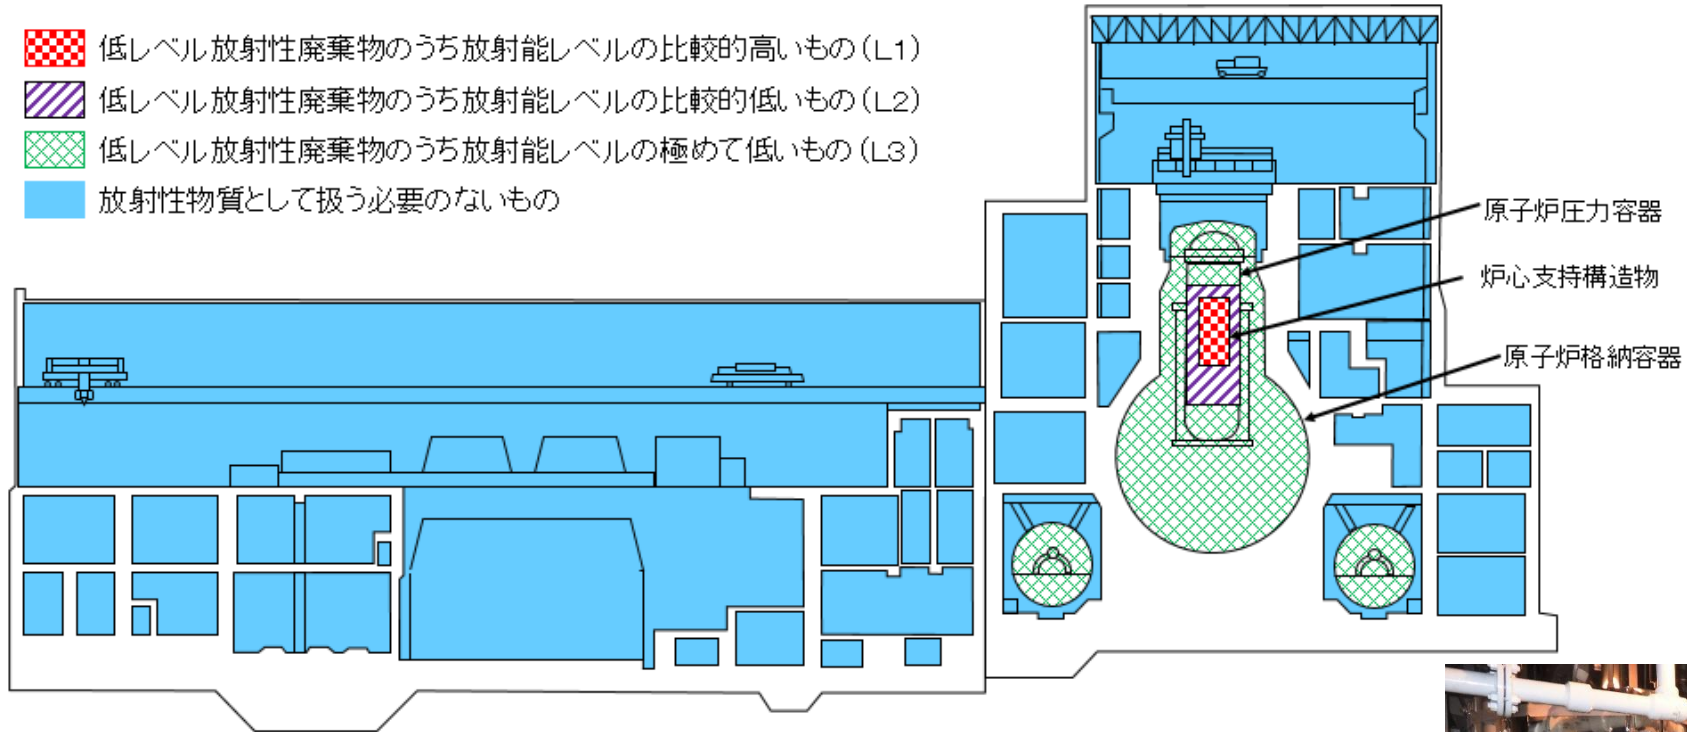 低レベル放射性廃棄物のうち放射能レベルの比較的高いもの(L1)
低レベル放射性廃棄物のうち放射能レベルの比較的低いもの(L2)
低レベル放射性廃棄物のうち放射能レベルの極めて低いもの(L3)
放射性物質として扱う必要のないもの
原子炉圧力容器
炉心支持構造物
原子炉格納容器